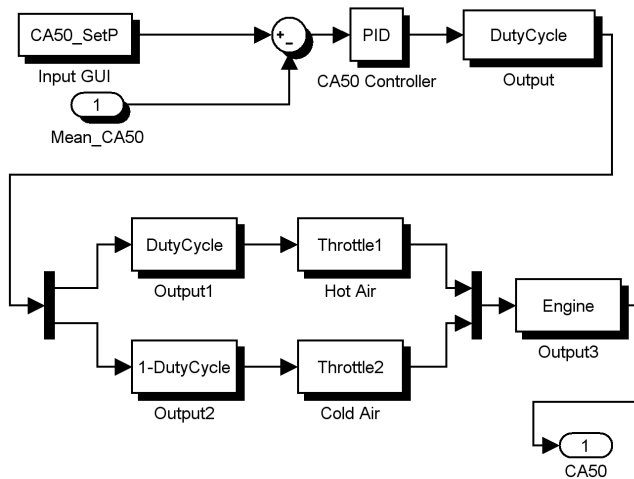 CA50_SetP
Input GUI
1
Mean_CA50
+
−
PID
CA50 Controller
DutyCycle
Output
DutyCycle
Output1
Throttle1
Hot Air
1-DutyCycle
Output2
Throttle2
Cold Air
Engine
Output3
1
CA50